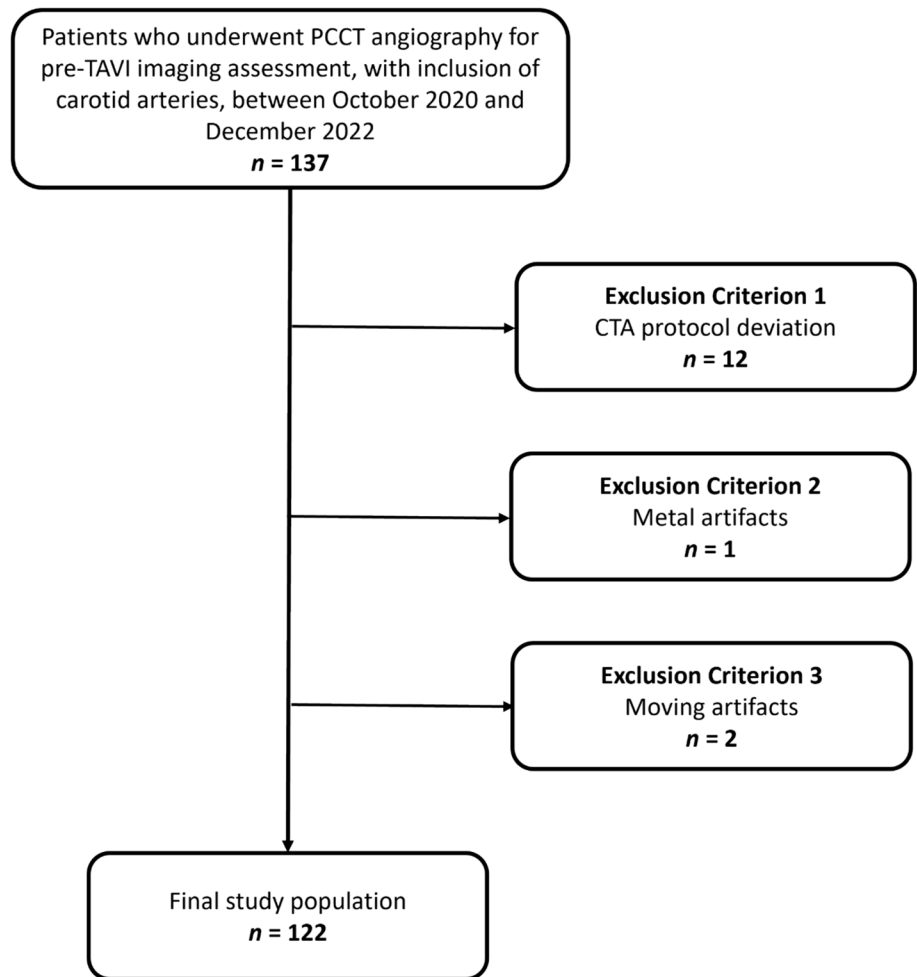 Patients who underwent PCCT angiography for
pre-TAVI imaging assessment, with inclusion of
carotid arteries, between October 2020 and
December 2022
n = 137
Exclusion Criterion 1
CTA protocol deviation
n = 12
Exclusion Criterion 2
Metal artifacts
n = 1
Exclusion Criterion 3
Moving artifacts
n = 2
Final study population
n = 122